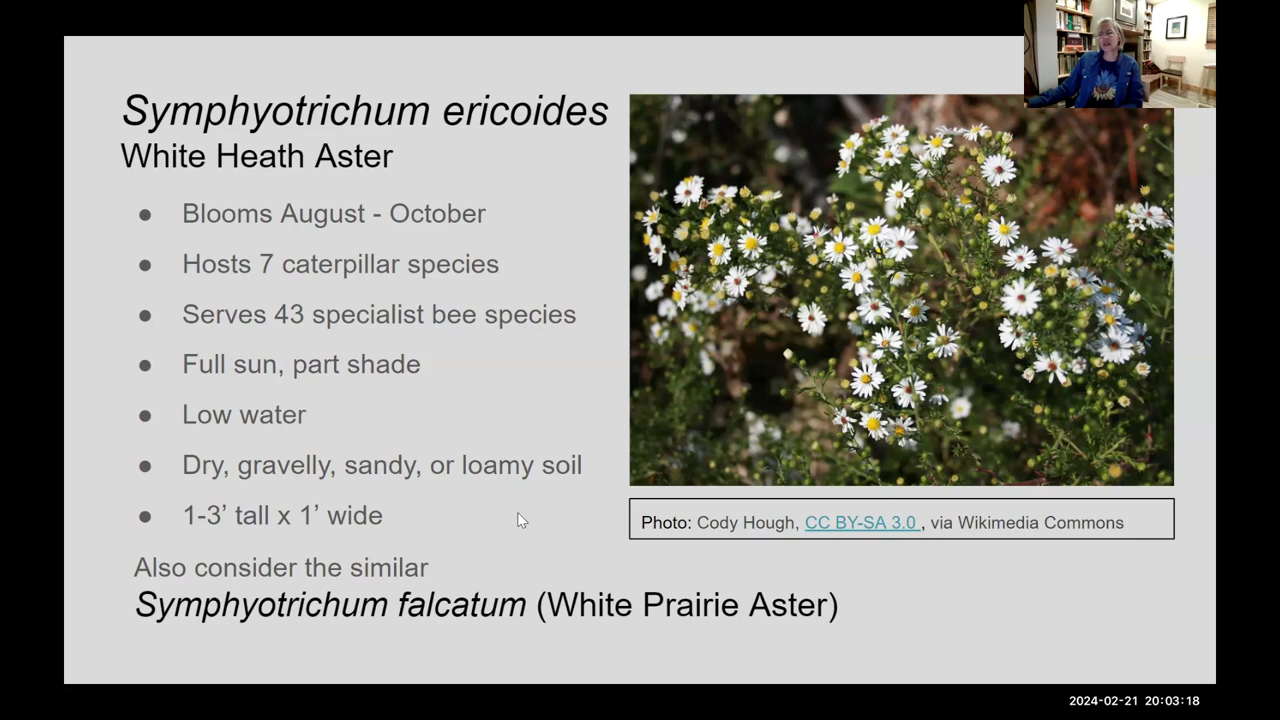 Symphyotrichum ericoides
White Heath Aster
● Blooms August - October
● Hosts 7 caterpillar species
● Serves 43 specialist bee species
● Full sun, part shade
● Low water
● Dry, gravelly, sandy, or loamy soil
● 1-3’ tall x 1’ wide
Also consider the similar
Symphyotrichum falcatum (White Prairie Aster)
Photo: Cody Hough, CC BY-SA 3.0 , via Wikimedia Commons
2024-02-21 20:03:18